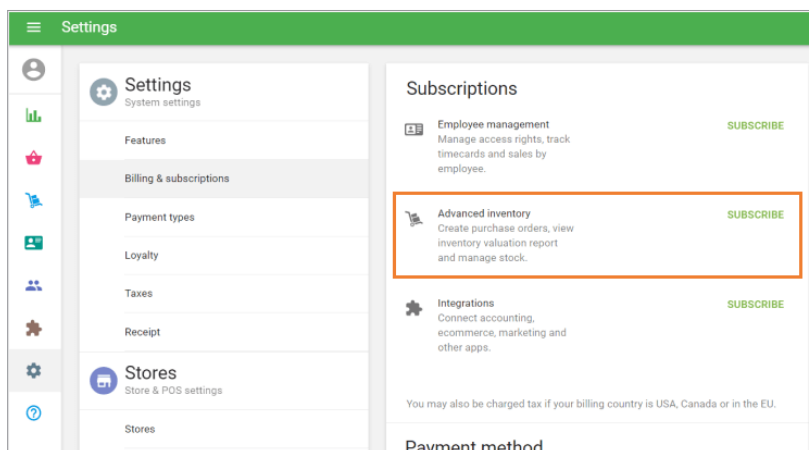 Settings
Settings
System settings
Features
Billing & subscriptions
Payment types
Loyalty
Taxes
Receipt
Stores
Store & POS settings
Stores
Subscriptions
Employee management
SUBSCRIBE
Manage access rights, track
timecards and sales by
employee.
Advanced inventory
SUBSCRIBE
Create purchase orders, view
inventory valuation report
and manage stock.
Integrations
SUBSCRIBE
Connect accounting,
ecommerce, marketing and
other apps.
You may also be charged tax if your billing country is USA, Canada or in the EU.
Payment method